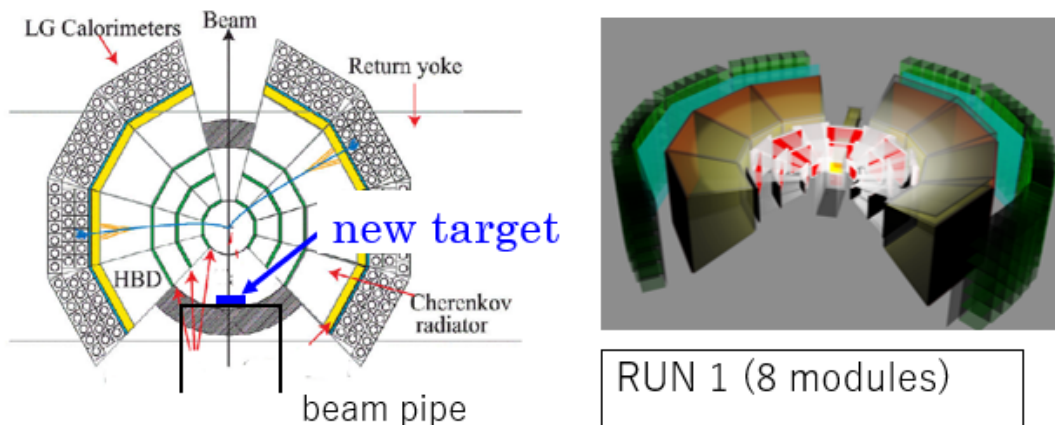 LG Calorimeters
Beam
Return yoke
new target
HBD
Cherenkov
radiator
beam pipe
RUN 1 (8 modules)